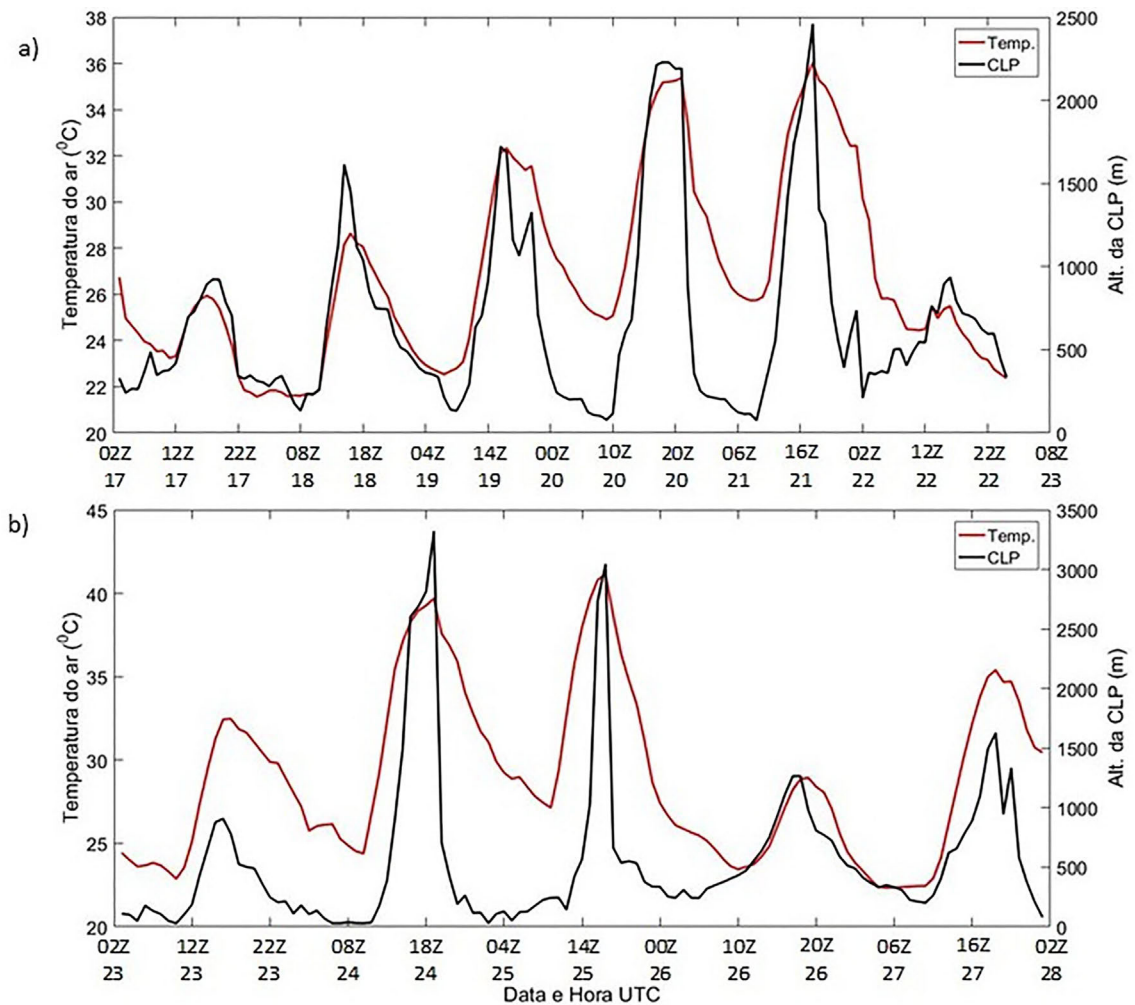 a)
Temperatura do ar (⁰C)
38
36
34
32
30
28
26
24
22
20
Temp.
CLP
2500
2000
1500
1000
500
0
Alt. da CLP (m)
02Z 12Z 22Z 08Z 18Z 04Z 14Z 00Z 10Z 20Z 06Z 16Z 02Z 12Z 22Z 08Z
17 17 17 18 18 19 19 20 20 20 21 21 22 22 22 23
b)
Temperatura do ar (⁰C)
45
40
35
30
25
20
Temp.
CLP
3500
3000
2500
2000
1500
1000
500
0
Alt. da CLP (m)
02Z 12Z 22Z 08Z 18Z 04Z 14Z 00Z 10Z 20Z 06Z 16Z 02Z
23 23 23 24 24 25 25 26 26 26 27 27 28
Data e Hora UTC